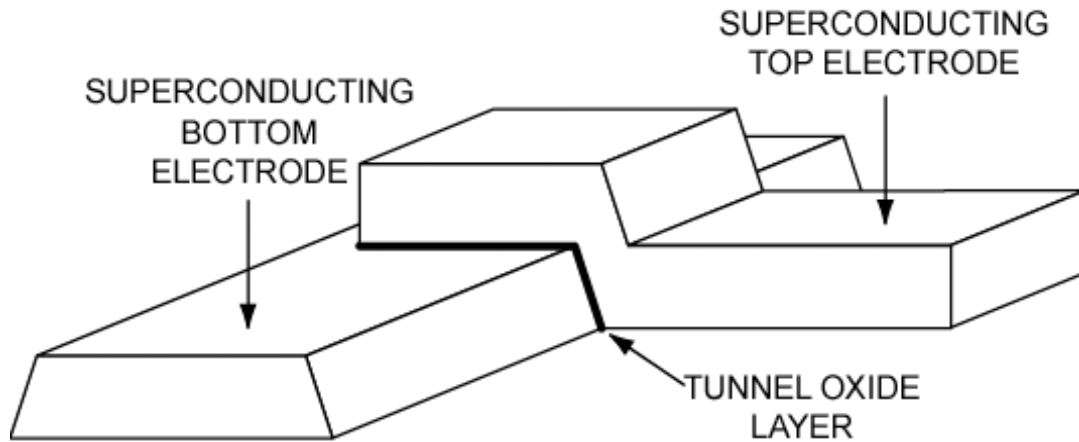 SUPERCONDUCTING
BOTTOM
ELECTRODE
SUPERCONDUCTING
TOP ELECTRODE
TUNNEL OXIDE
LAYER